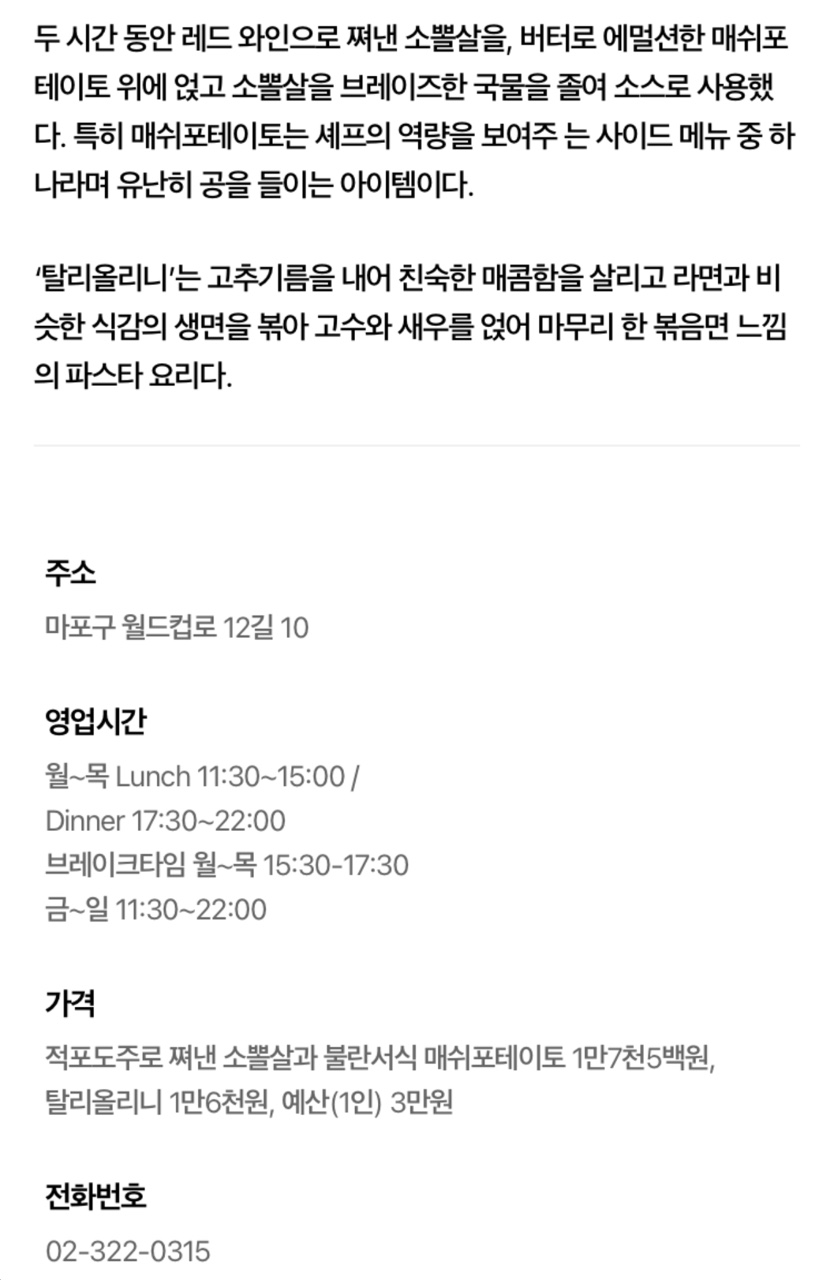 두 시간 동안 레드 와인으로 쪄낸 소뽈살을, 버터로 에멀션한 매쉬포
테이토 위에 얹고 소뽈살을 브레이즈한 국물을 졸여 소스로 사용했
다. 특히 매쉬포테이토는 셰프의 역량을 보여주 는 사이드 메뉴 중 하
나라며 유난히 공을 들이는 아이템이다.
‘탈리올리니’는 고추기름을 내어 친숙한 매콤함을 살리고 라면과 비
슷한 식감의 생면을 볶아 고수와 새우를 얹어 마무리 한 볶음면 느낌
의 파스타 요리다.
주소
마포구 월드컵로 12길 10
영업시간
월~목 Lunch 11:30~15:00 /
Dinner 17:30~22:00
브레이크타임 월~목 15:30-17:30
금~일 11:30~22:00
가격
적포도주로 쪄낸 소뽈살과 불란서식 매쉬포테이토 1만7천5백원,
탈리올리니 1만6천원, 예산(1인) 3만원
전화번호
02-322-0315